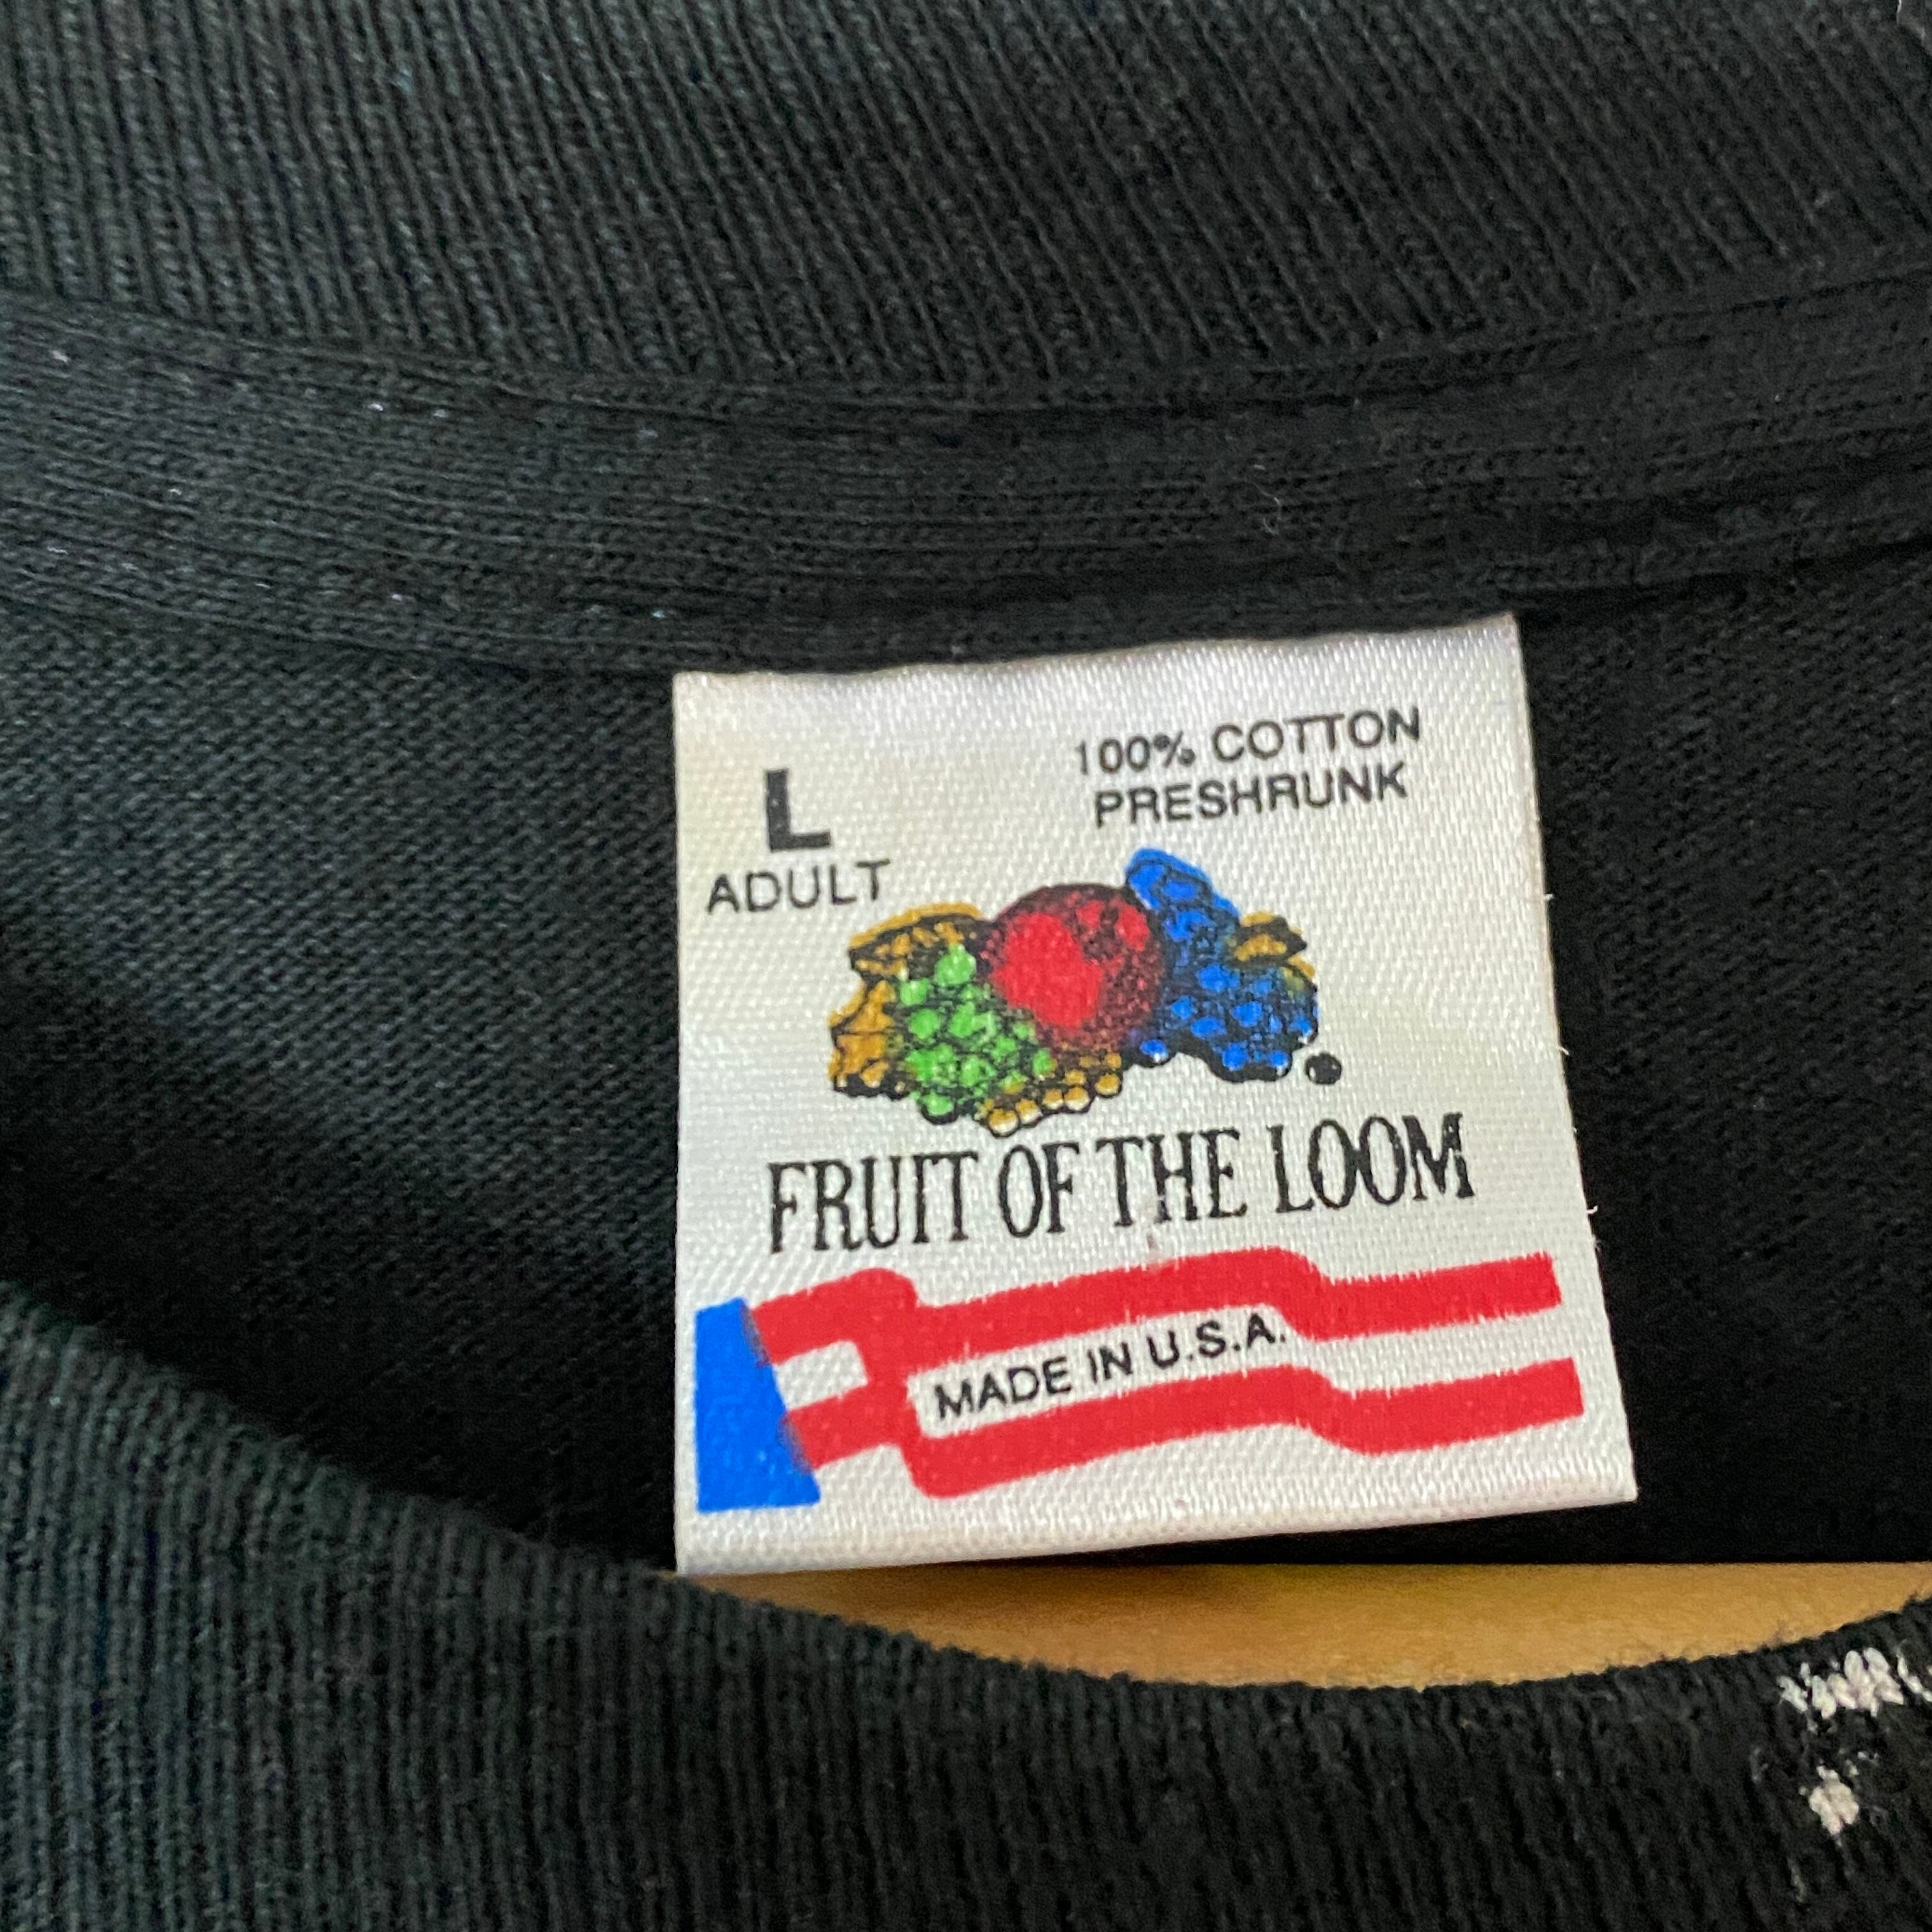 L
ADULT
100% COTTON
PRESHRUNK
FRUIT OF THE LOOM
MADE IN U.S.A.